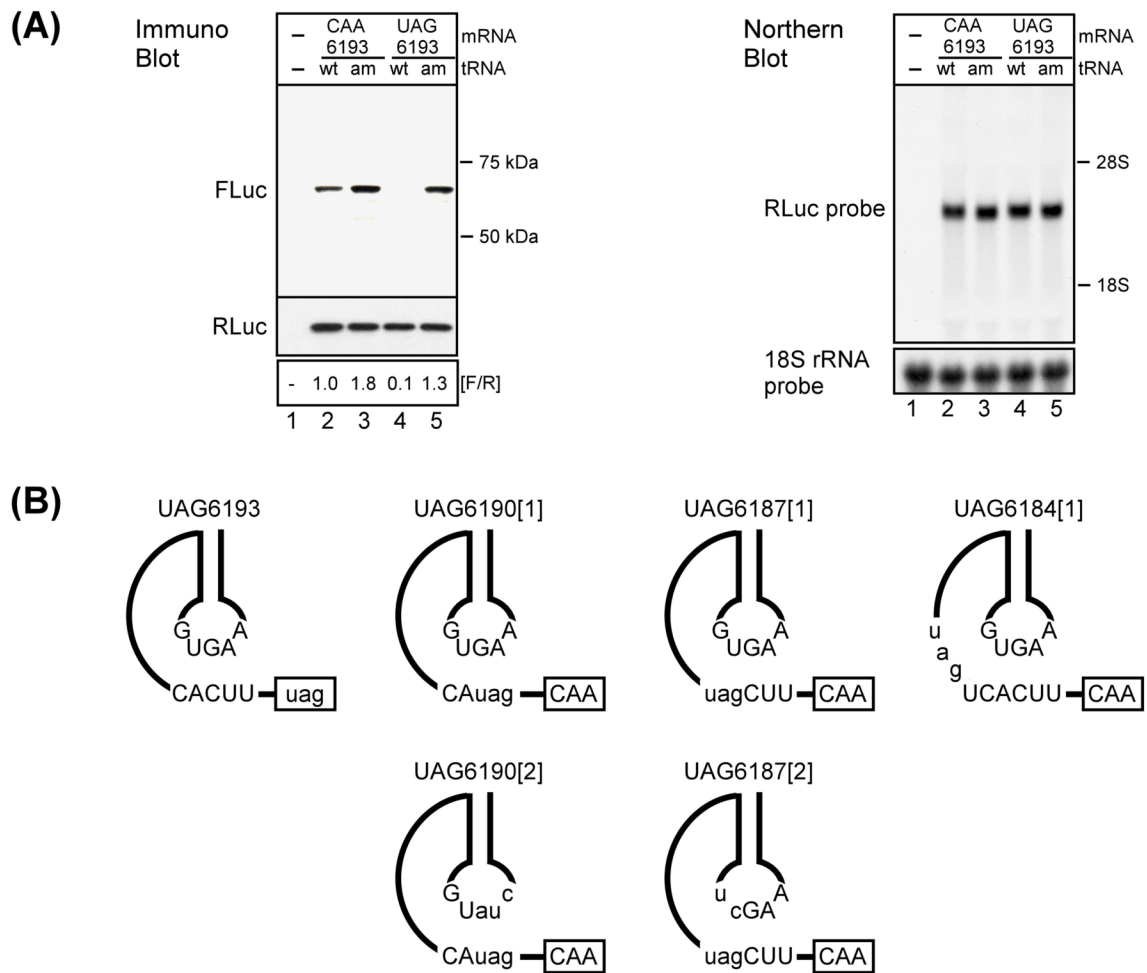 (A)
Immuno Blot
– CAA 6193 UAG 6193 mRNA
– wt am wt am tRNA
75 kDa
FLuc
50 kDa
RLuc
- 1.0 1.8 0.1 1.3 [F/R]
1 2 3 4 5
Northern Blot
– CAA 6193 UAG 6193 mRNA
– wt am wt am tRNA
28S
RLuc probe
18S
18S rRNA probe
1 2 3 4 5
(B)
UAG6193
G UGA A
CACUU uag
UAG6190[1]
G UGA A
CAuag CAA
UAG6187[1]
G UGA A
uagCUU CAA
UAG6184[1]
G UGA A
uag UCACUU CAA
UAG6190[2]
G Uau c
CAuag CAA
UAG6187[2]
u cGA A
uagCUU CAA